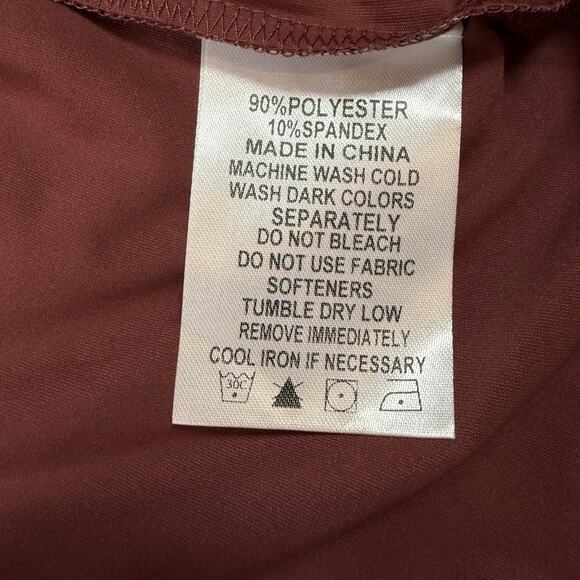 90%POLYESTER
10%SPANDEX
MADE IN CHINA
MACHINE WASH COLD
WASH DARK COLORS
SEPARATELY
DO NOT BLEACH
DO NOT USE FABRIC
SOFTENERS
TUMBLE DRY LOW
REMOVE IMMEDIATELY
COOL IRON IF NECESSARY
30C